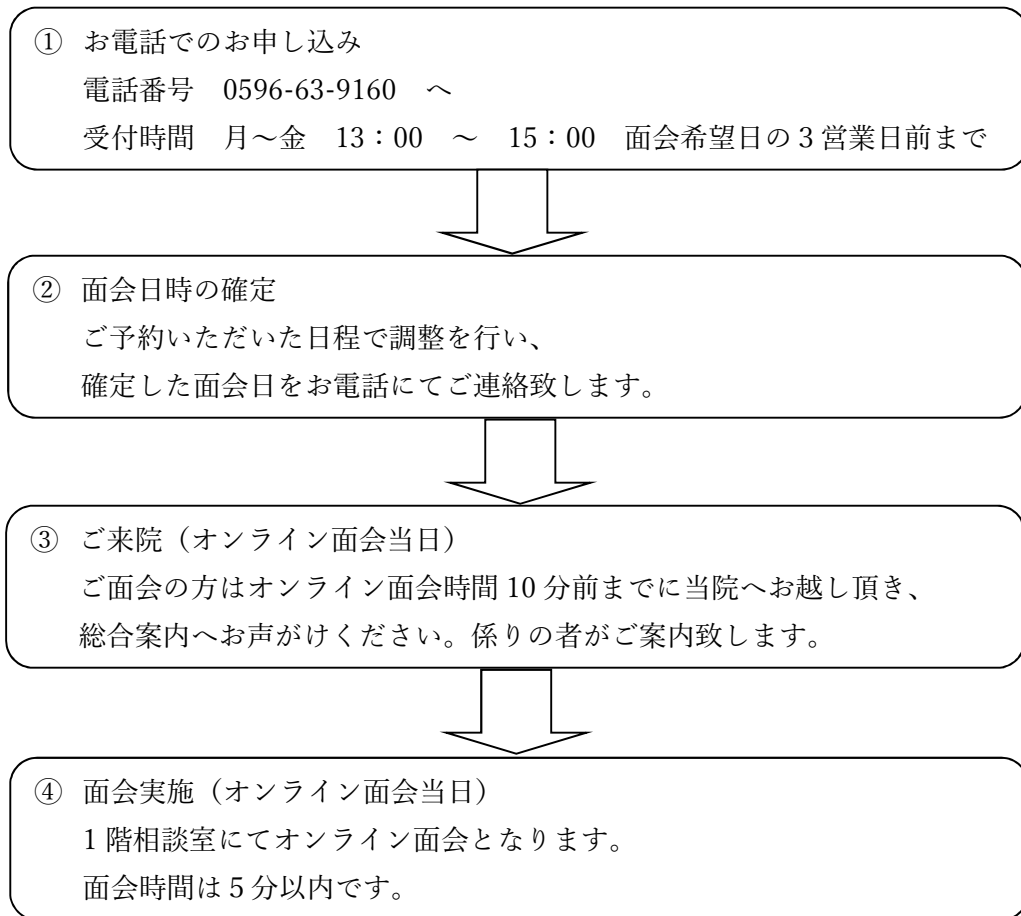 ① お電話でのお申し込み
電話番号　0596-63-9160　へ
受付時間　月～金　13：00　～　15：00　面会希望日の3営業日前まで
② 面会日時の確定
ご予約いただいた日程で調整を行い、
確定した面会日をお電話にてご連絡致します。
③ ご来院（オンライン面会当日）
ご面会の方はオンライン面会時間10分前までに当院へお越し頂き、
総合案内へお声がけください。係りの者がご案内致します。
④ 面会実施（オンライン面会当日）
1階相談室にてオンライン面会となります。
面会時間は5分以内です。